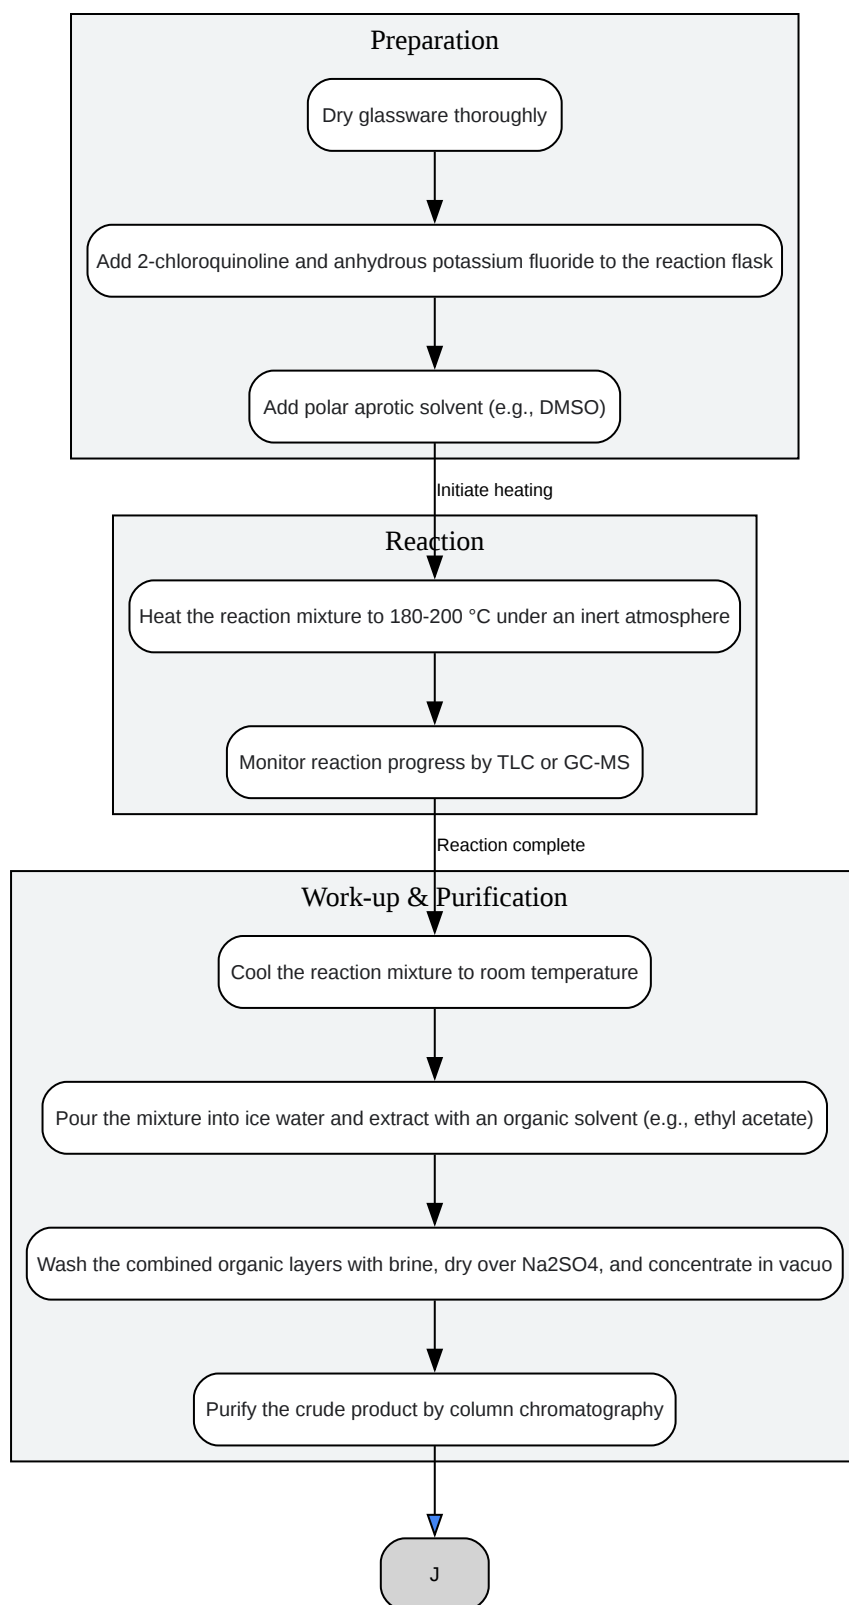 Preparation
Dry glassware thoroughly
Add 2-chloroquinoline and anhydrous potassium fluoride to the reaction flask
Add polar aprotic solvent (e.g., DMSO)
Initiate heating
Reaction
Heat the reaction mixture to 180-200 °C under an inert atmosphere
Monitor reaction progress by TLC or GC-MS
Reaction complete
Work-up & Purification
Cool the reaction mixture to room temperature
Pour the mixture into ice water and extract with an organic solvent (e.g., ethyl acetate)
Wash the combined organic layers with brine, dry over Na2SO4, and concentrate in vacuo
Purify the crude product by column chromatography
J